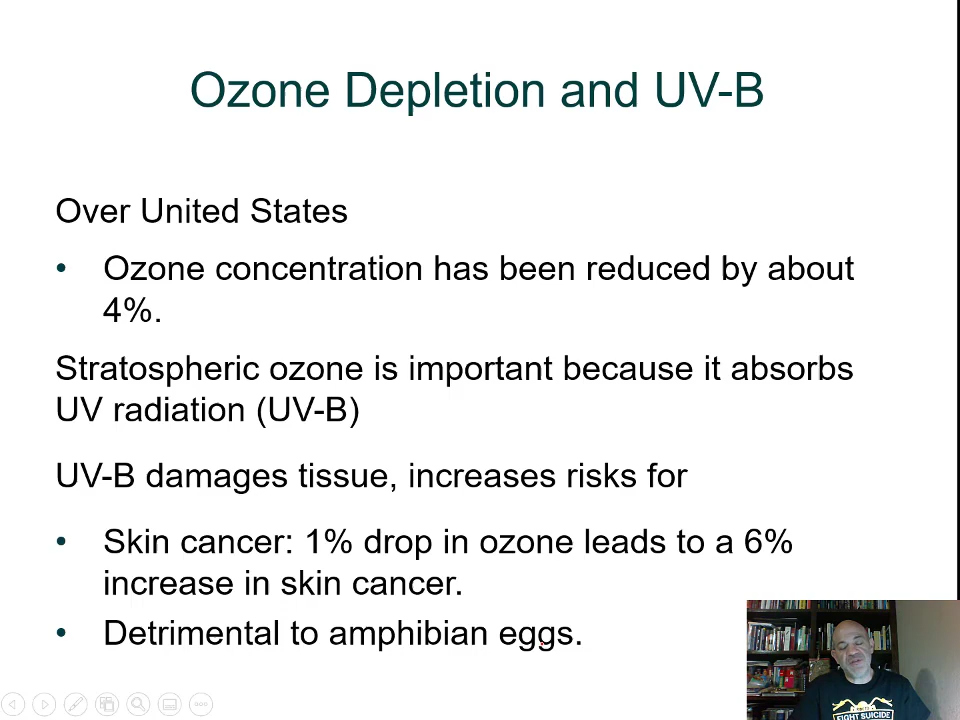 Ozone Depletion and UV-B
Over United States
• Ozone concentration has been reduced by about
4%.
Stratospheric ozone is important because it absorbs
UV radiation (UV-B)
UV-B damages tissue, increases risks for
• Skin cancer: 1% drop in ozone leads to a 6%
increase in skin cancer.
• Detrimental to amphibian eggs.
FIGHT SUICIDE